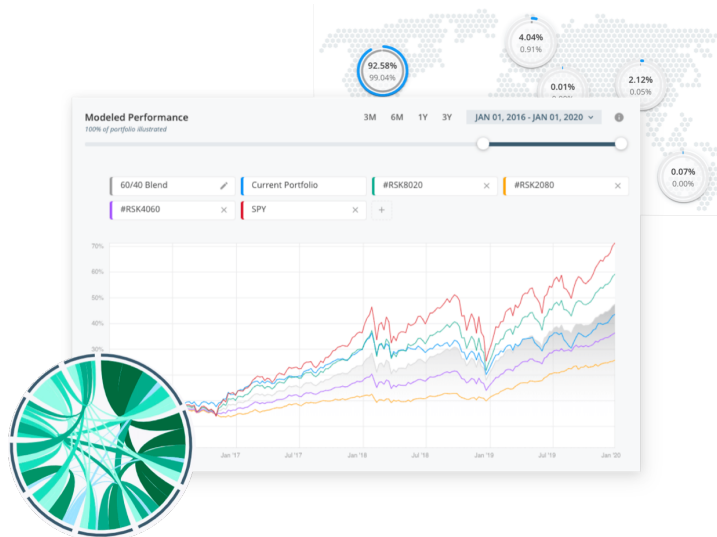 4.04%
0.91%
92.58%
99.04%
0.01%
2.12%
0.05%
Modeled Performance
100% of portfolio illustrated
3M 6M 1Y 3Y JAN 01, 2016 - JAN 01, 2020
0.07%
0.00%
60/40 Blend Current Portfolio #RSK8020 #RSK2080
#RSK4060 SPY
70%
60%
50%
40%
30%
Jan '17 Jul '17 Jan '18 Jul '18 Jan '19 Jul '19 Jan '20